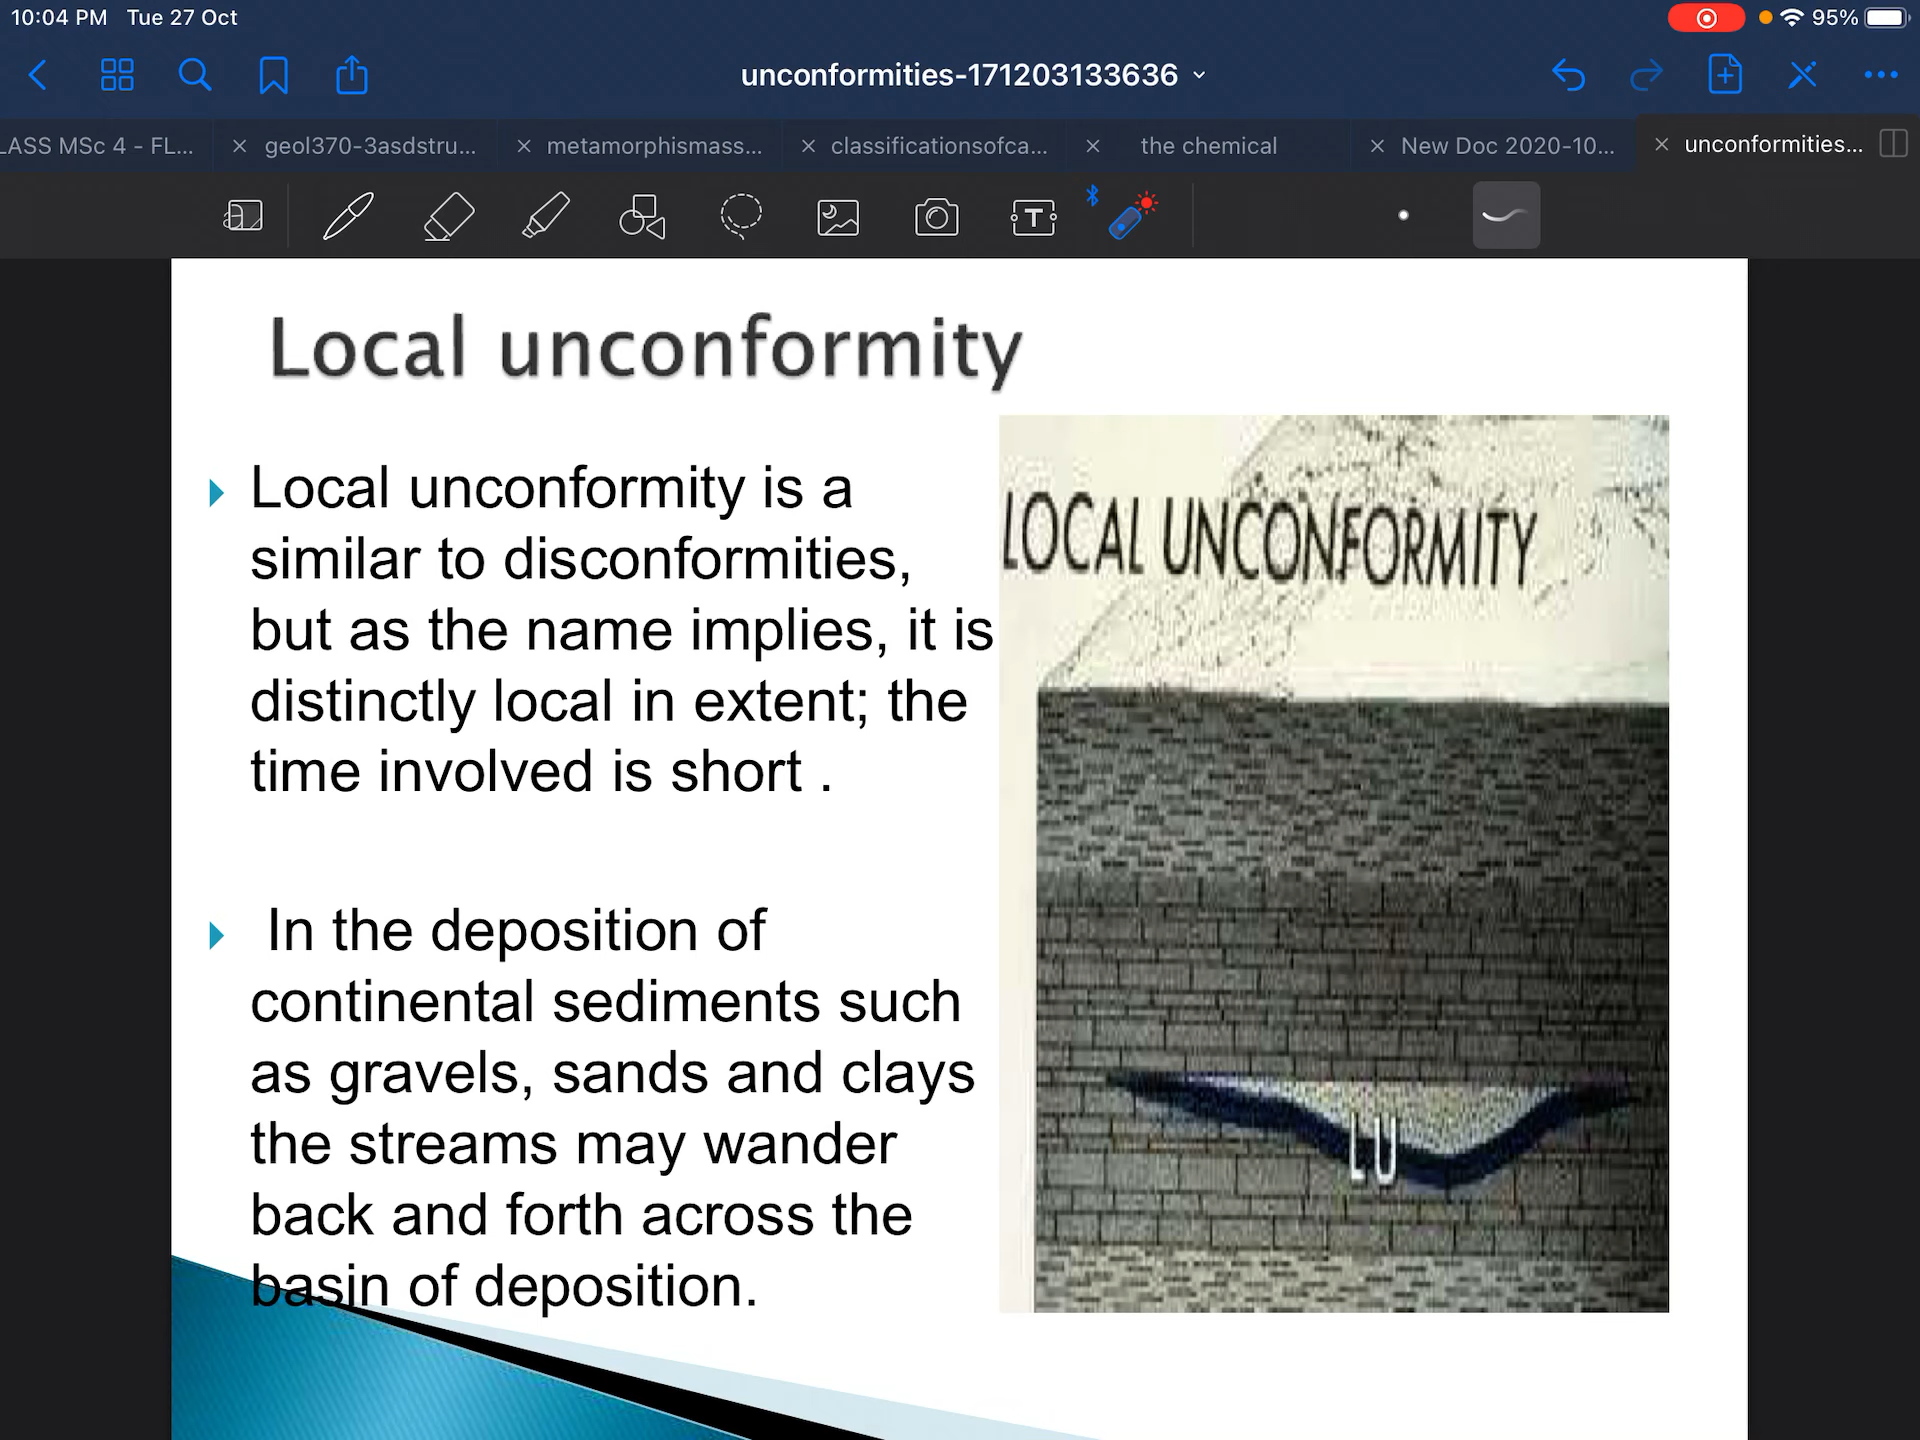 10:04 PM Tue 27 Oct
95%
unconformities-171203133636
LASS MSc 4 - FL...
geol370-3asdstru...
metamorphismass...
classificationsofca...
the chemical
New Doc 2020-10...
unconformities...
T
Local unconformity
Local unconformity is a
similar to disconformities,
but as the name implies, it is
distinctly local in extent; the
time involved is short .
In the deposition of
continental sediments such
as gravels, sands and clays
the streams may wander
back and forth across the
basin of deposition.
LOCAL UNCONFORMITY
LU